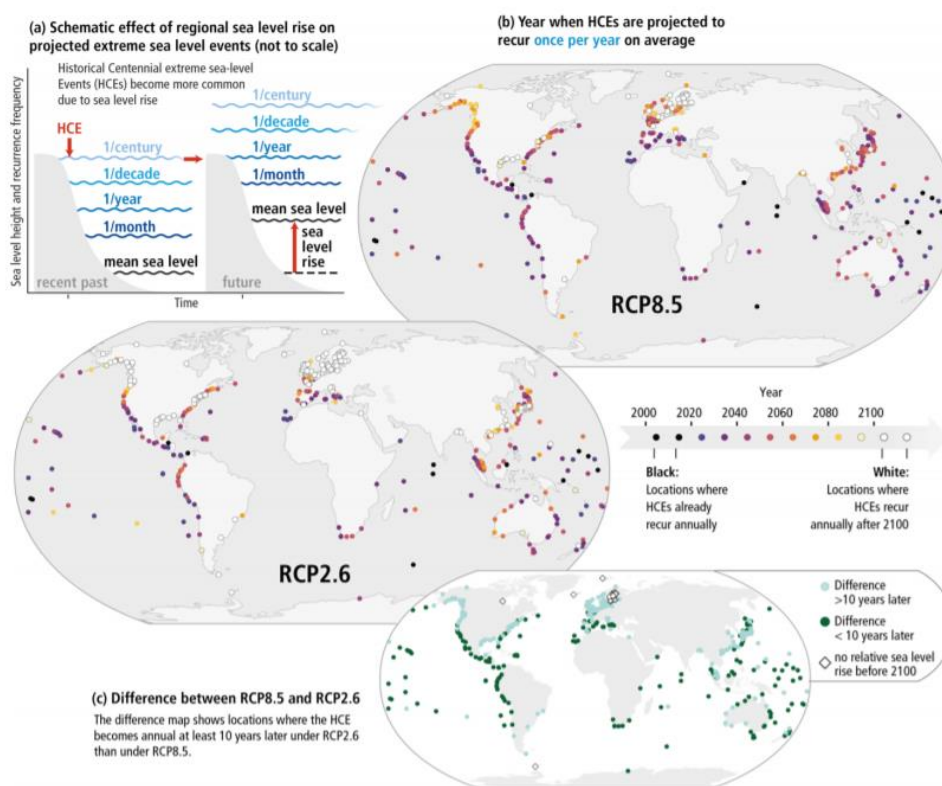 (a) Schematic effect of regional sea level rise on
projected extreme sea level events (not to scale)
Historical Centennial extreme sea-level
Events (HCEs) become more common
due to sea level rise
Sea level height and recurrence frequency
HCE
1/century
1/decade
1/year
1/month
mean sea level
recent past
1/century
1/decade
1/year
1/month
mean sea level
sea
level
rise
future
Time
(b) Year when HCEs are projected to
recur once per year on average
RCP8.5
RCP2.6
Year
2000 2020 2040 2060 2080 2100
Black:
Locations where
HCEs already
recur annually
White:
Locations where
HCEs recur
annually after 2100
Difference
>10 years later
Difference
< 10 years later
no relative sea level
rise before 2100
(c) Difference between RCP8.5 and RCP2.6
The difference map shows locations where the HCE
becomes annual at least 10 years later under RCP2.6
than under RCP8.5.